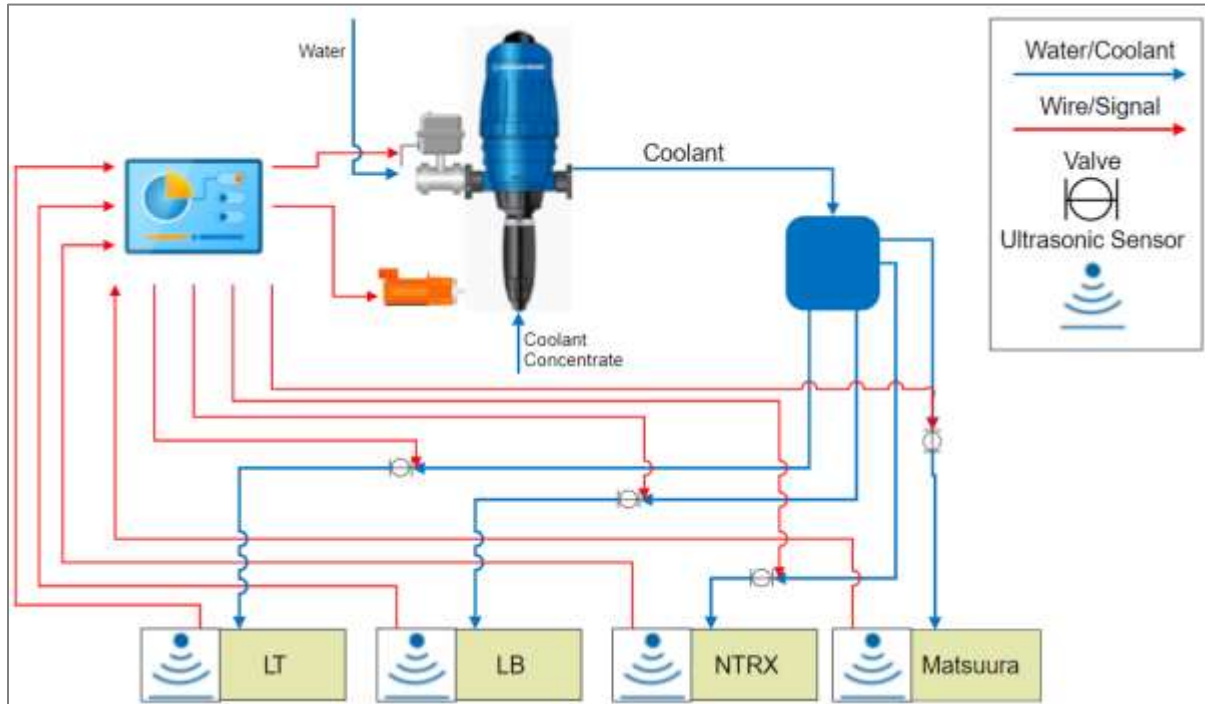 Water
Coolant
Coolant
Concentrate
Water/Coolant
Wire/Signal
Valve
Ultrasonic Sensor
LT
LB
NTRX
Matsuura